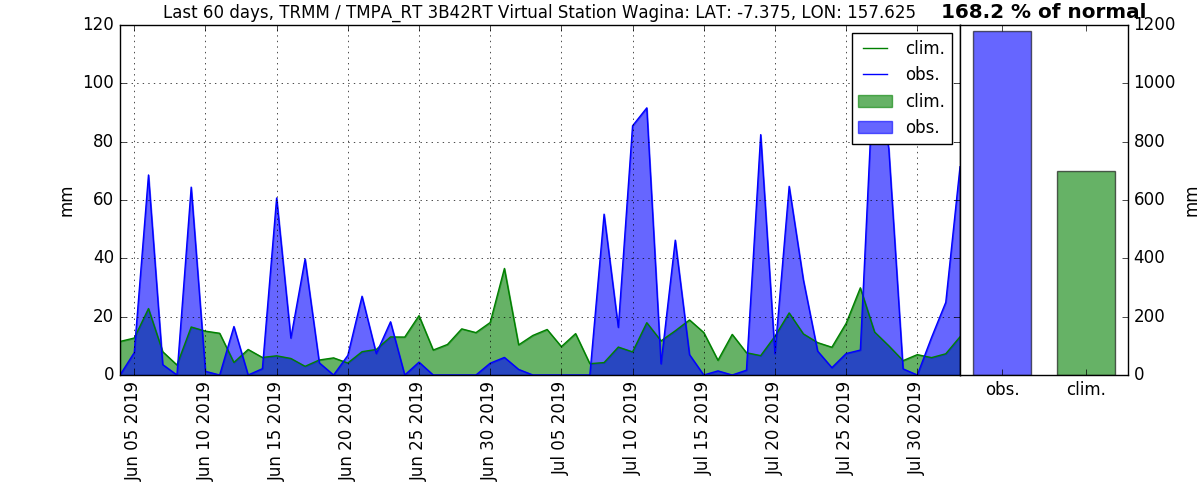 Last 60 days, TRMM / TMPA_RT 3B42RT Virtual Station Wagina: LAT: -7.375, LON: 157.625
168.2 % of normal
120
100
80
60
40
20
0
mm
clim.
obs.
clim.
obs.
1200
1000
800
600
400
200
0
mm
Jun 05 2019
Jun 10 2019
Jun 15 2019
Jun 20 2019
Jun 25 2019
Jun 30 2019
Jul 05 2019
Jul 10 2019
Jul 15 2019
Jul 20 2019
Jul 25 2019
Jul 30 2019
obs.
clim.